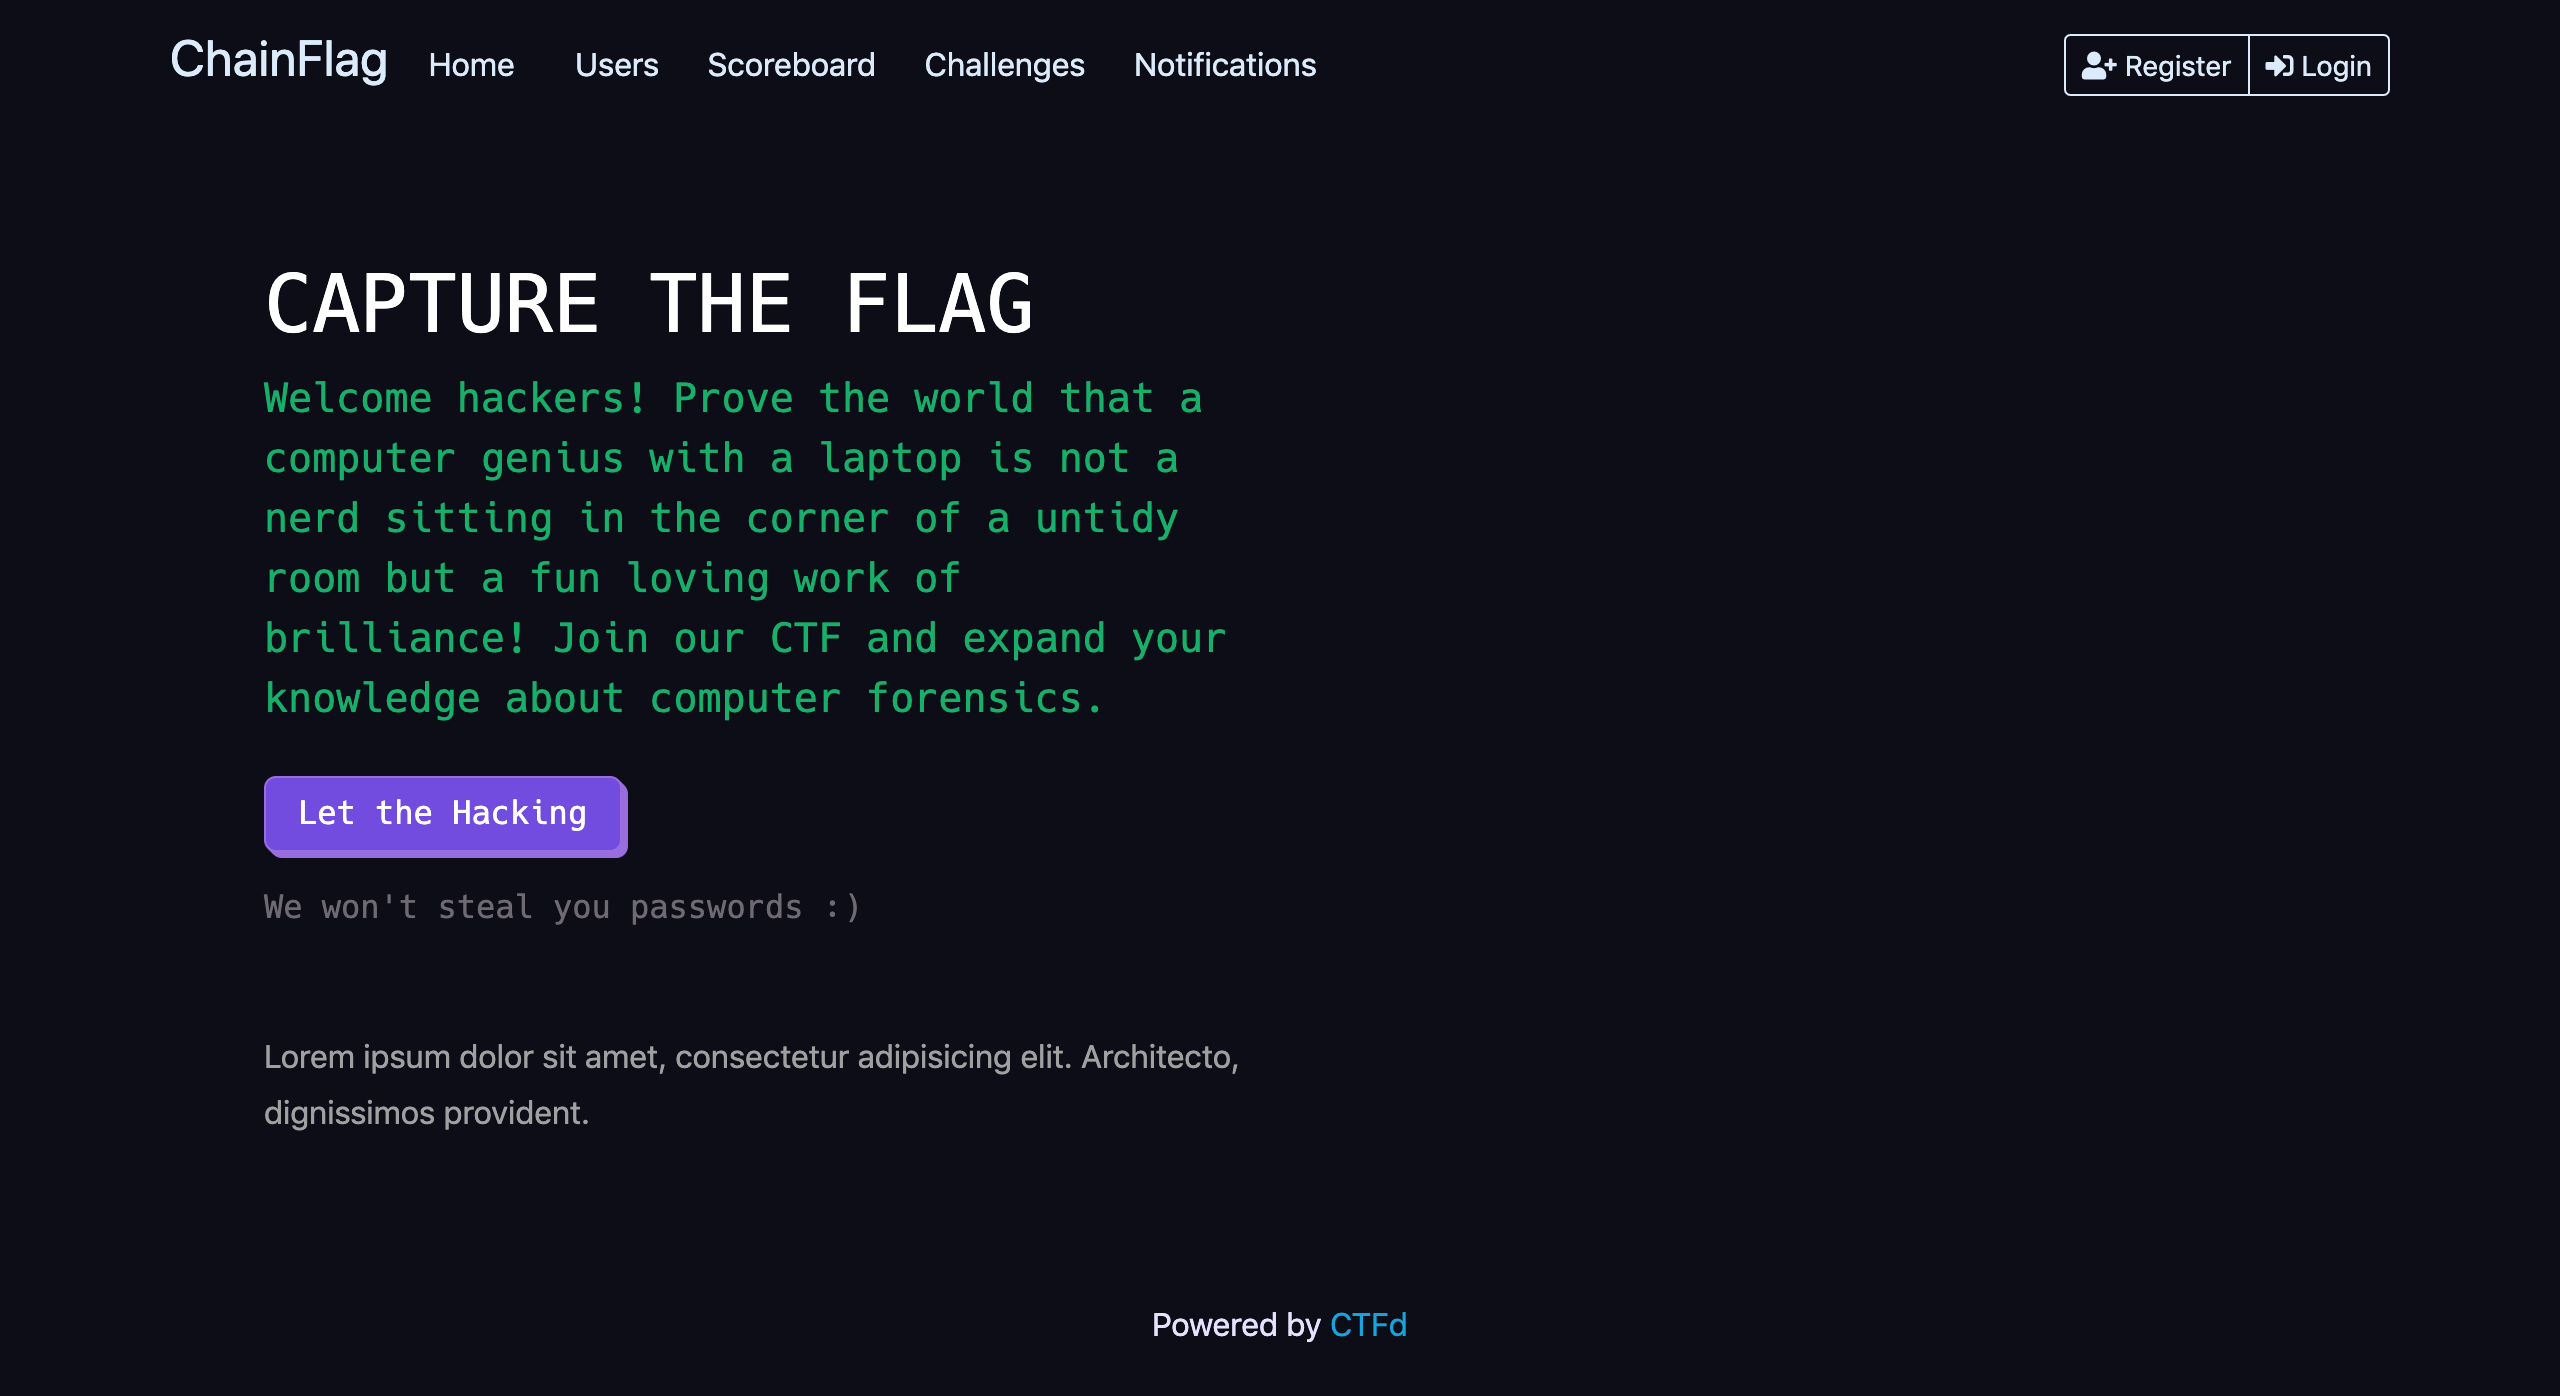 ChainFlag Home Users Scoreboard Challenges Notifications Register Login
CAPTURE THE FLAG
Welcome hackers! Prove the world that a
computer genius with a laptop is not a
nerd sitting in the corner of a untidy
room but a fun loving work of
brilliance! Join our CTF and expand your
knowledge about computer forensics.
Let the Hacking
We won't steal you passwords :)
Lorem ipsum dolor sit amet, consectetur adipisicing elit. Architecto,
dignissimos provident.
Powered by CTFd